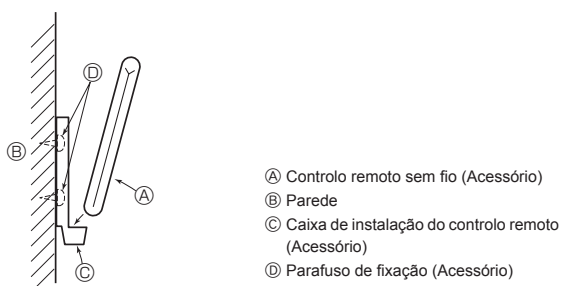 Ⓓ
Ⓑ
Ⓐ
Ⓒ
Ⓐ Controlo remoto sem fio (Acessório)
Ⓑ Parede
Ⓒ Caixa de instalação do controlo remoto
(Acessório)
Ⓓ Parafuso de fixação (Acessório)